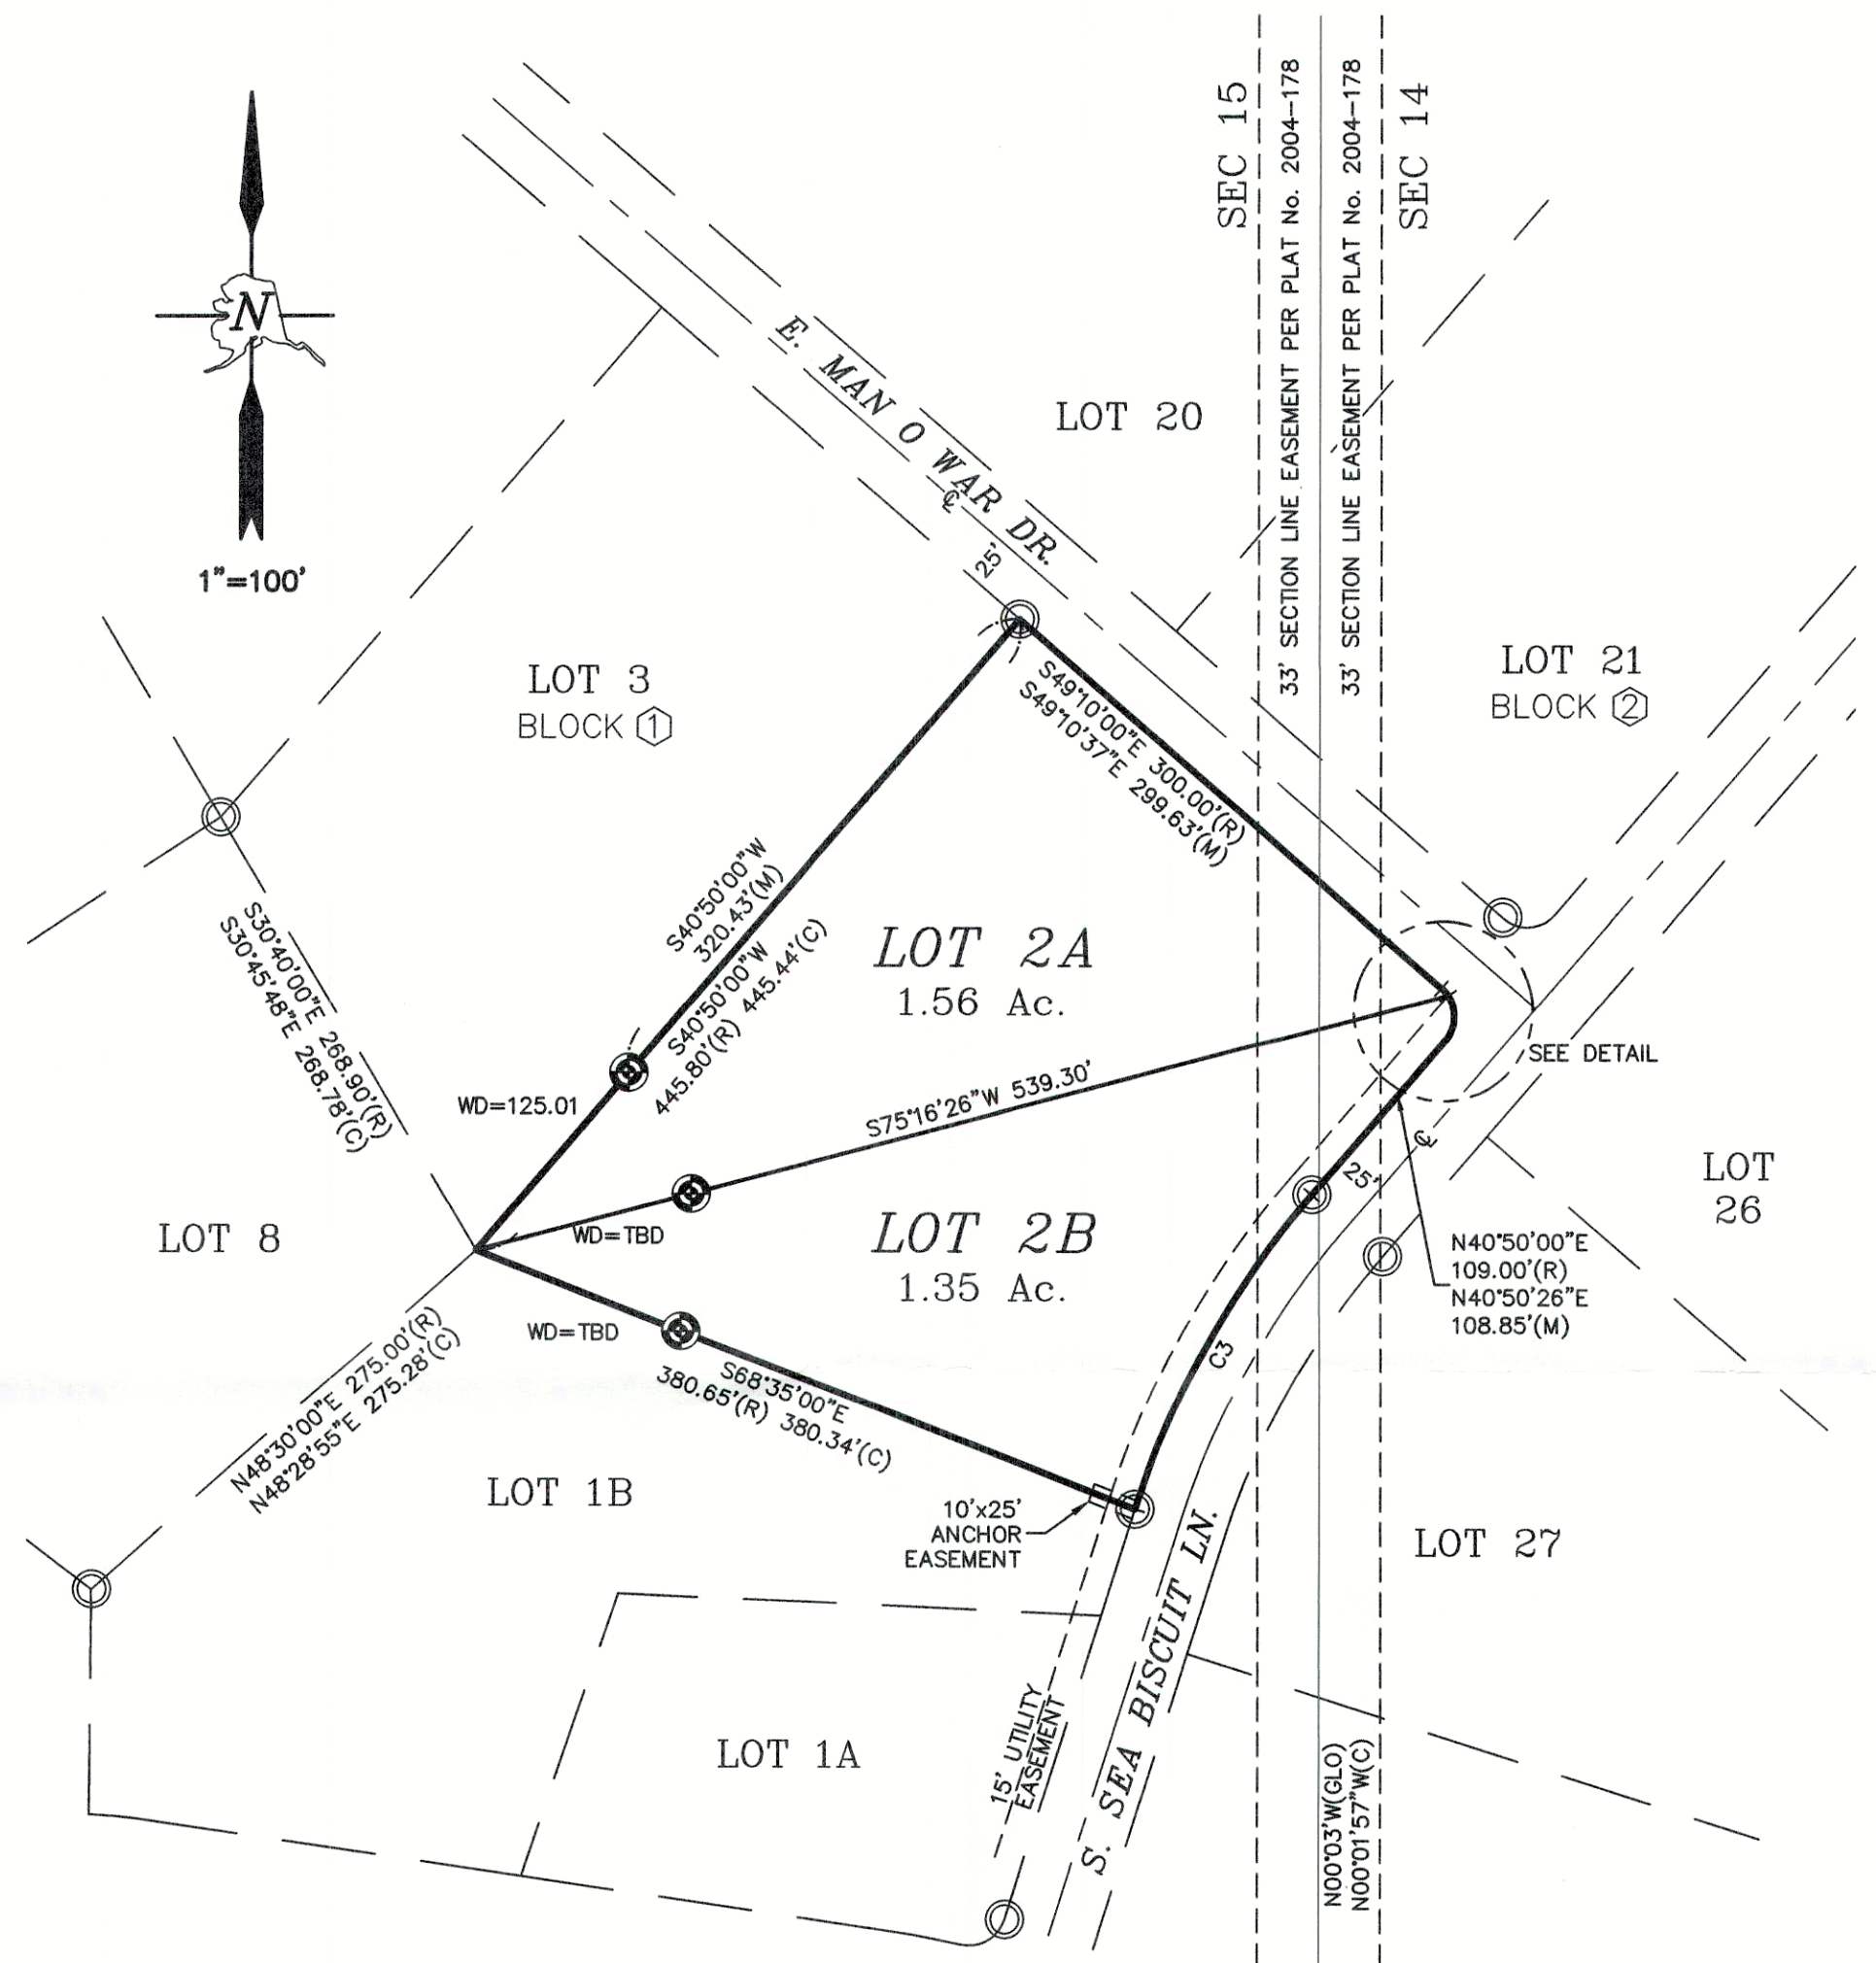 SEC 15
33' SECTION LINE EASEMENT PER PLAT No. 2004-178
33' SECTION LINE EASEMENT PER PLAT No. 2004-178
SEC 14
N
1"=100'
E. MAN O WAR DR.
℄
25'
LOT 20
LOT 3
BLOCK 1
LOT 21
BLOCK 2
S49°10'00"E 300.00'(R)
S49°10'37"E 299.63'(M)
S40°50'00"W
320.43'(M)
S40°50'00"W
445.80'(R) 445.44'(C)
LOT 2A
1.56 Ac.
S30°40'00"E 268.90'(R)
S30°45'48"E 268.78'(C)
SEE DETAIL
WD=125.01
S75°16'26"W 539.30'
℄
25'
LOT
26
LOT 8
WD=TBD
LOT 2B
1.35 Ac.
N40°50'00"E
109.00'(R)
N40°50'26"E
108.85'(M)
WD=TBD
C3
S68°35'00"E
380.65'(R) 380.34'(C)
N48°30'00"E 275.00'(R)
N48°28'55"E 275.28'(C)
LOT 1B
10'x25'
ANCHOR
EASEMENT
LOT 27
S. SEA BISCUIT LN.
15' UTILITY
EASEMENT
LOT 1A
N00°03'W(GLO)
N00°01'57"W(C)